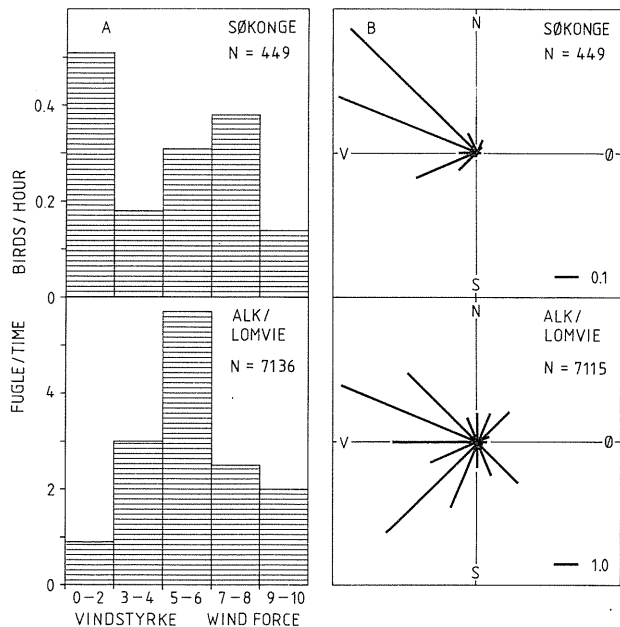 A
SØKONGE
N = 449
0.4
0.2
0
BIRDS / HOUR
B
N
SØKONGE
N = 449
V
Ø
S
0.1
ALK/
LOMVIE
N = 7136
4
2
0
FUGLE/TIME
0-2 3-4 5-6 7-8 9-10
VINDSTYRKE WIND FORCE
N
ALK/
LOMVIE
N = 7115
V
Ø
S
1.0